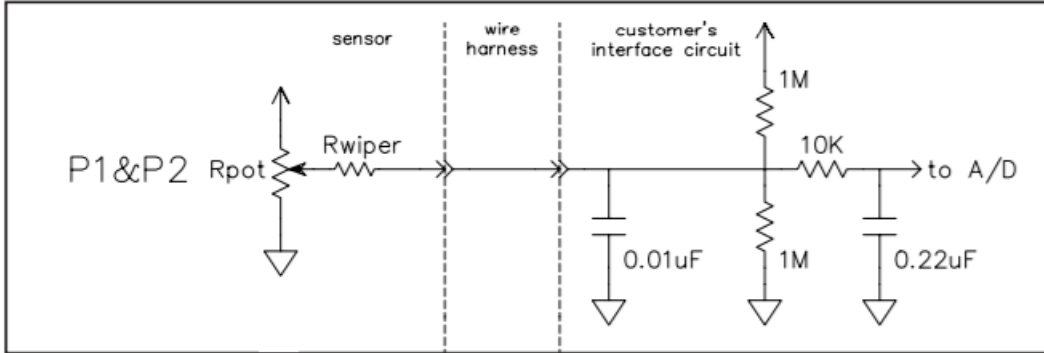 sensor
wire
harness
customer's
interface circuit
1M
Rwiper
10K
P1&P2
Rpot
to A/D
0.01uF
1M
0.22uF